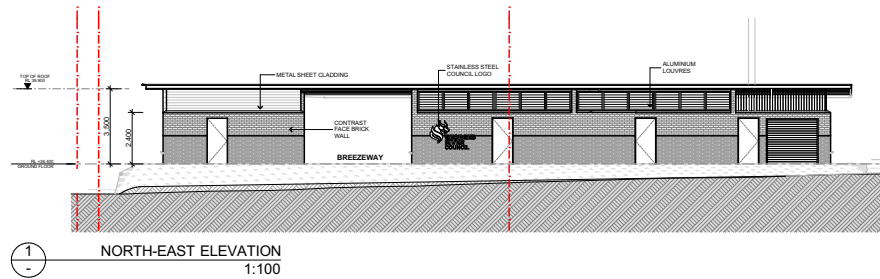 TOP OF ROOF
METAL SHEET CLADDING
STAINLESS STEEL
COUNCIL LOGO
ALUMINIUM
LOUVRES
3,500
2,400
CONTRAST
FACE BRICK
WALL
BREEZEWAY
COUNCIL
GROUND FLOOR
1
-
NORTH-EAST ELEVATION
1:100